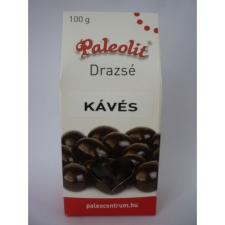 100 g
Paleolit
Drazsé
KÁVÉS
paleocentrum.hu